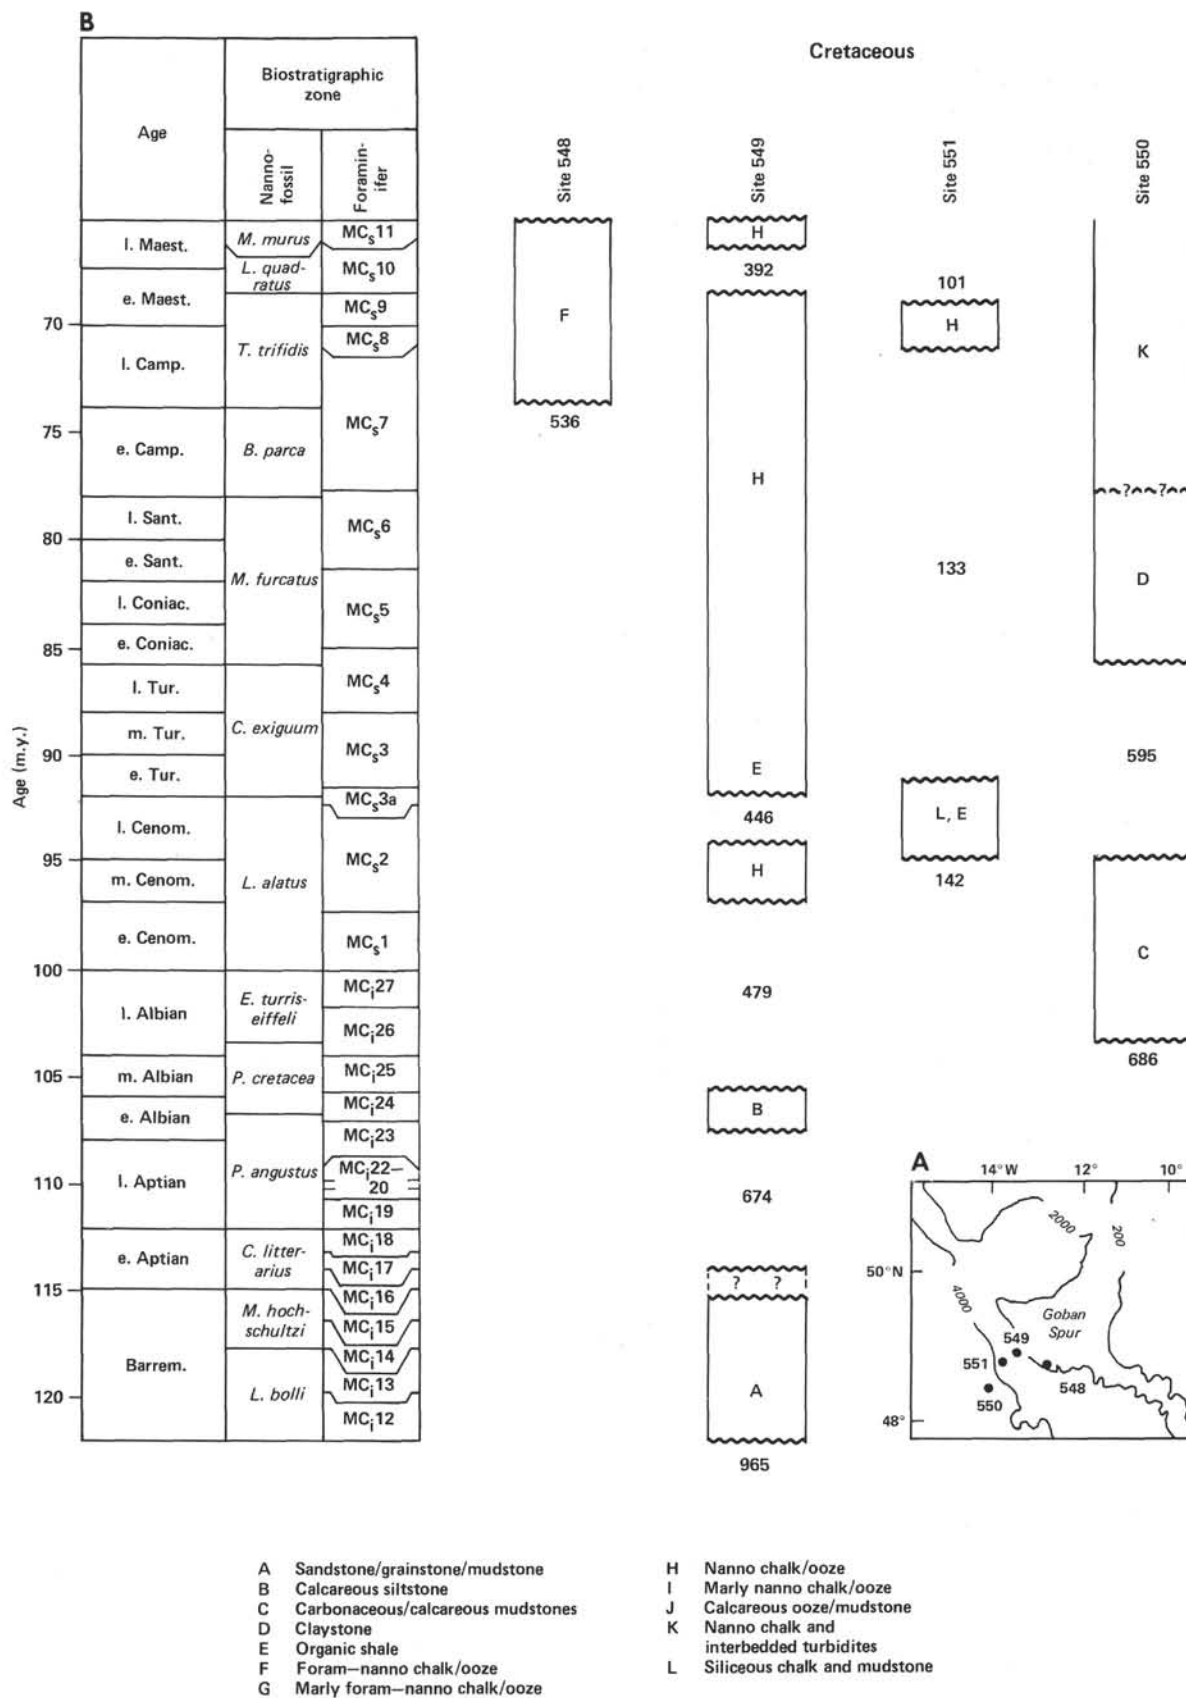 B
Cretaceous
Age
Biostratigraphic
zone
Nanno-
fossil
Foramin-
ifer
Site 548
Site 549
Site 551
Site 550
Age (m.y.)
70
75
80
85
90
95
100
105
110
115
120
l. Maest.
e. Maest.
l. Camp.
e. Camp.
l. Sant.
e. Sant.
l. Coniac.
e. Coniac.
l. Tur.
m. Tur.
e. Tur.
l. Cenom.
m. Cenom.
e. Cenom.
l. Albian
m. Albian
e. Albian
l. Aptian
e. Aptian
Barrem.
M. murus
L. quad-
ratus
T. trifidis
B. parca
M. furcatus
C. exiguum
L. alatus
E. turris-
eiffeli
P. cretacea
P. angustus
C. litter-
arius
M. hoch-
schultzi
L. bolli
MCs11
MCs10
MCs9
MCs8
MCs7
MCs6
MCs5
MCs4
MCs3
MCs3a
MCs2
MCs1
MCi27
MCi26
MCi25
MCi24
MCi23
MCi22–
20
MCi19
MCi18
MCi17
MCi16
MCi15
MCi14
MCi13
MCi12
F
536
H
392
H
E
446
H
479
B
674
? ?
A
965
101
H
133
L, E
142
K
? ?
D
595
C
686
A
14°W
12°
10°
50°N
48°
2000
200
4000
Goban
Spur
549
551
548
550
A Sandstone/grainstone/mudstone
B Calcareous siltstone
C Carbonaceous/calcareous mudstones
D Claystone
E Organic shale
F Foram–nanno chalk/ooze
G Marly foram–nanno chalk/ooze
H Nanno chalk/ooze
I Marly nanno chalk/ooze
J Calcareous ooze/mudstone
K Nanno chalk and
interbedded turbidites
L Siliceous chalk and mudstone